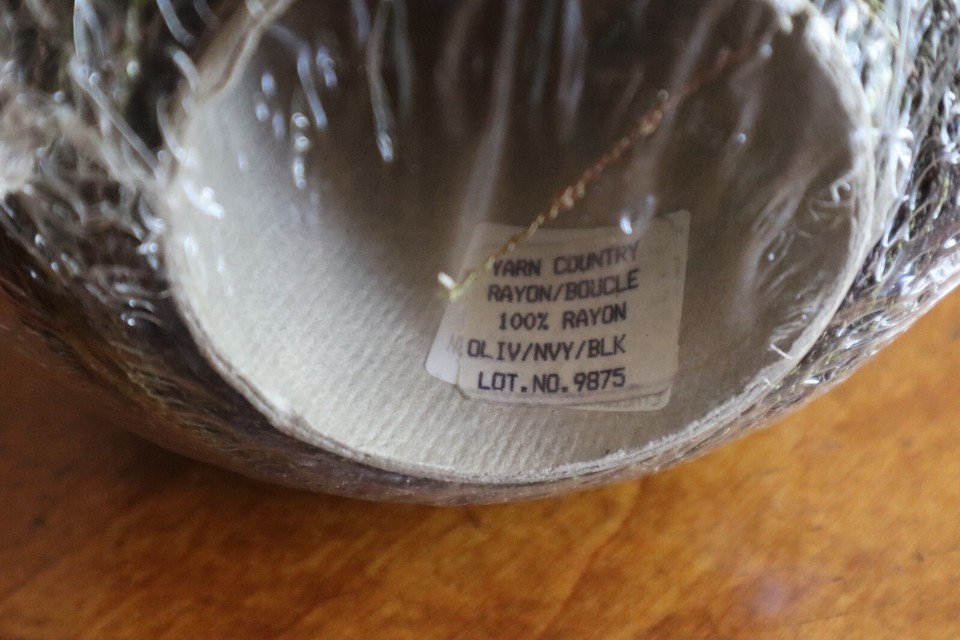 YARN COUNTRY
RAYON/BOUCLE
100% RAYON
OLIV/NVY/BLK
LOT.NO.9875